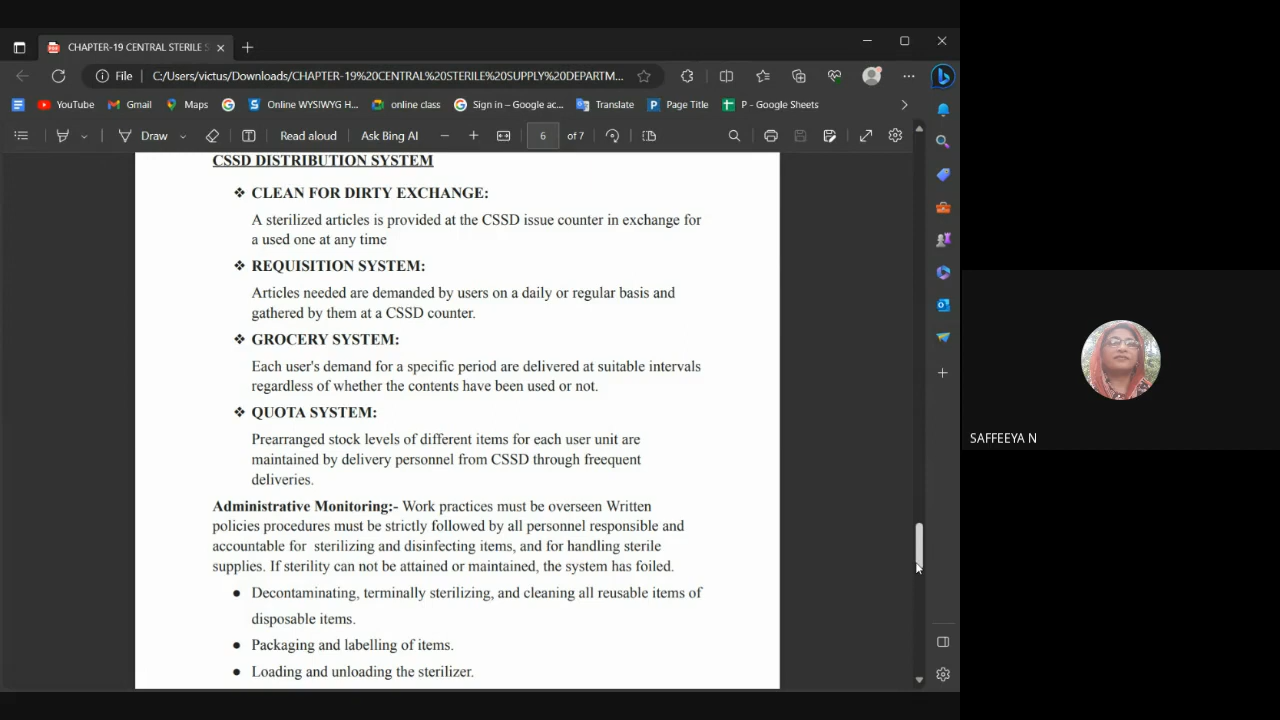 CHAPTER-19 CENTRAL STERILE S
File C:/Users/victus/Downloads/CHAPTER-19%20CENTRAL%20STERILE%20SUPPLY%20DEPARTM...
YouTube Gmail Maps Online WYSIWYG H... online class Sign in – Google ac... Translate Page Title P - Google Sheets
Draw Read aloud Ask Bing AI 6 of 7
CSSD DISTRIBUTION SYSTEM
❖ CLEAN FOR DIRTY EXCHANGE:
A sterilized articles is provided at the CSSD issue counter in exchange for
a used one at any time
❖ REQUISITION SYSTEM:
Articles needed are demanded by users on a daily or regular basis and
gathered by them at a CSSD counter.
❖ GROCERY SYSTEM:
Each user's demand for a specific period are delivered at suitable intervals
regardless of whether the contents have been used or not.
❖ QUOTA SYSTEM:
Prearranged stock levels of different items for each user unit are
maintained by delivery personnel from CSSD through freequent
deliveries.
Administrative Monitoring:- Work practices must be overseen Written
policies procedures must be strictly followed by all personnel responsible and
accountable for sterilizing and disinfecting items, and for handling sterile
supplies. If sterility can not be attained or maintained, the system has foiled.
● Decontaminating, terminally sterilizing, and cleaning all reusable items of
disposable items.
● Packaging and labelling of items.
● Loading and unloading the sterilizer.
SAFFEEYA N